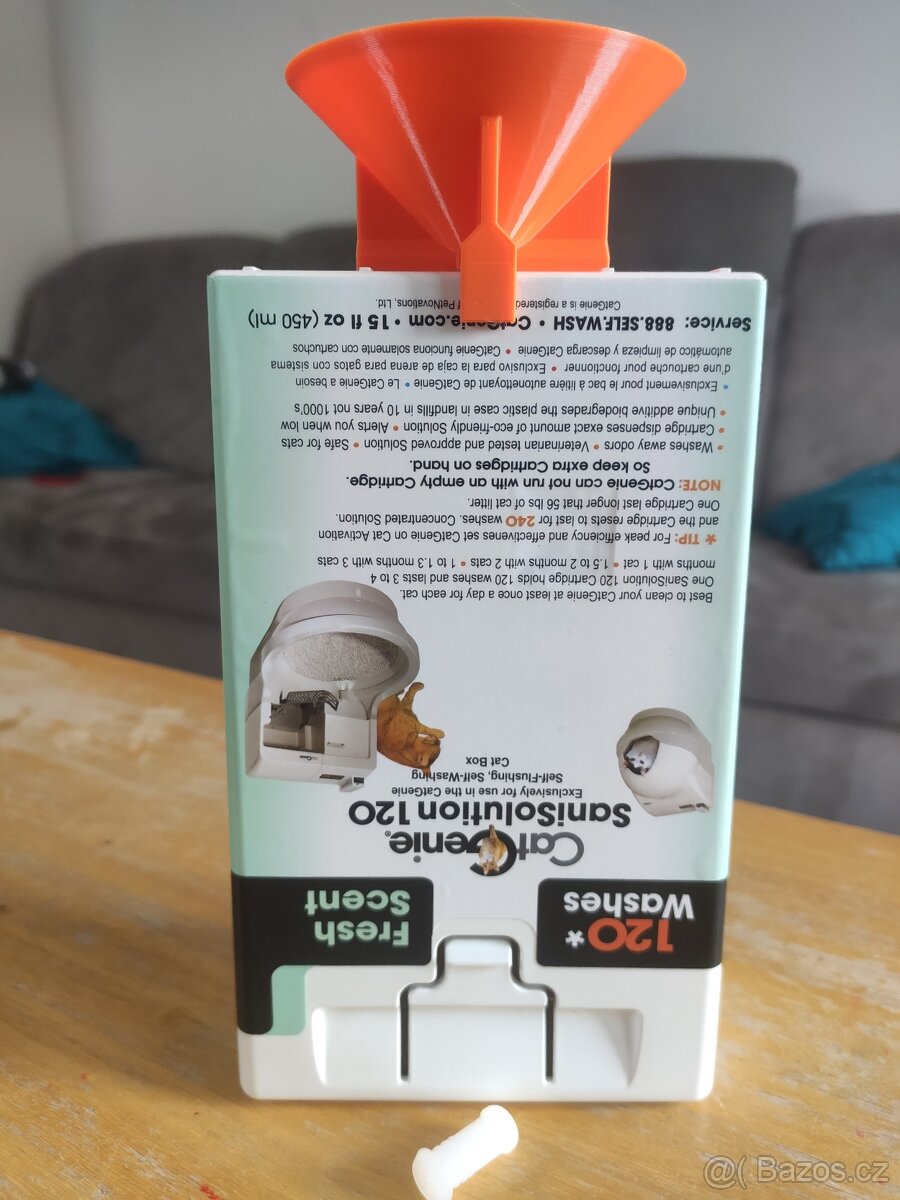 120*
Washes
Fresh
Scent
CatGenie®
SaniSolution 120
Exclusively for use in the CatGenie
Self-Flushing, Self-Washing
Cat Box
Best to clean your CatGenie at least once a day for each cat.
One SaniSolution 120 Cartridge holds 120 washes and lasts 3 to 4
months with 1 cat • 1.5 to 2 months with 2 cats • 1 to 1.3 months with 3 cats
* TIP: For peak efficiency and effectivenes set CatGenie on Cat Activation
and the Cartridge resets to last for 240 washes. Concentrated Solution.
One Cartridge last longer that 56 lbs of cat litter.
NOTE: CatGenie can not run with an empty Cartridge.
So keep extra Cartridges on hand.
• Washes away odors • Veterinarian tested and approved Solution • Safe for cats
• Cartridge dispenses exact amount of eco-friendly Solution • Alerts you when low
• Unique additive biodegrades the plastic case in landfills in 10 years not 1000's
• Exclusivement pour le bac à litière autonettoyant de CatGenie • Le CatGenie a besoin
d'une cartouche pour fonctionner • Exclusivo para la caja de arena para gatos con sistema
automático de limpieza y descarga CatGenie • CatGenie funciona solamente con cartuchos
Service: 888.SELF.WASH • CatGenie.com • 15 fl oz (450 ml)
CatGenie is a registered of PetNovations, Ltd.
@( Bazos.cz